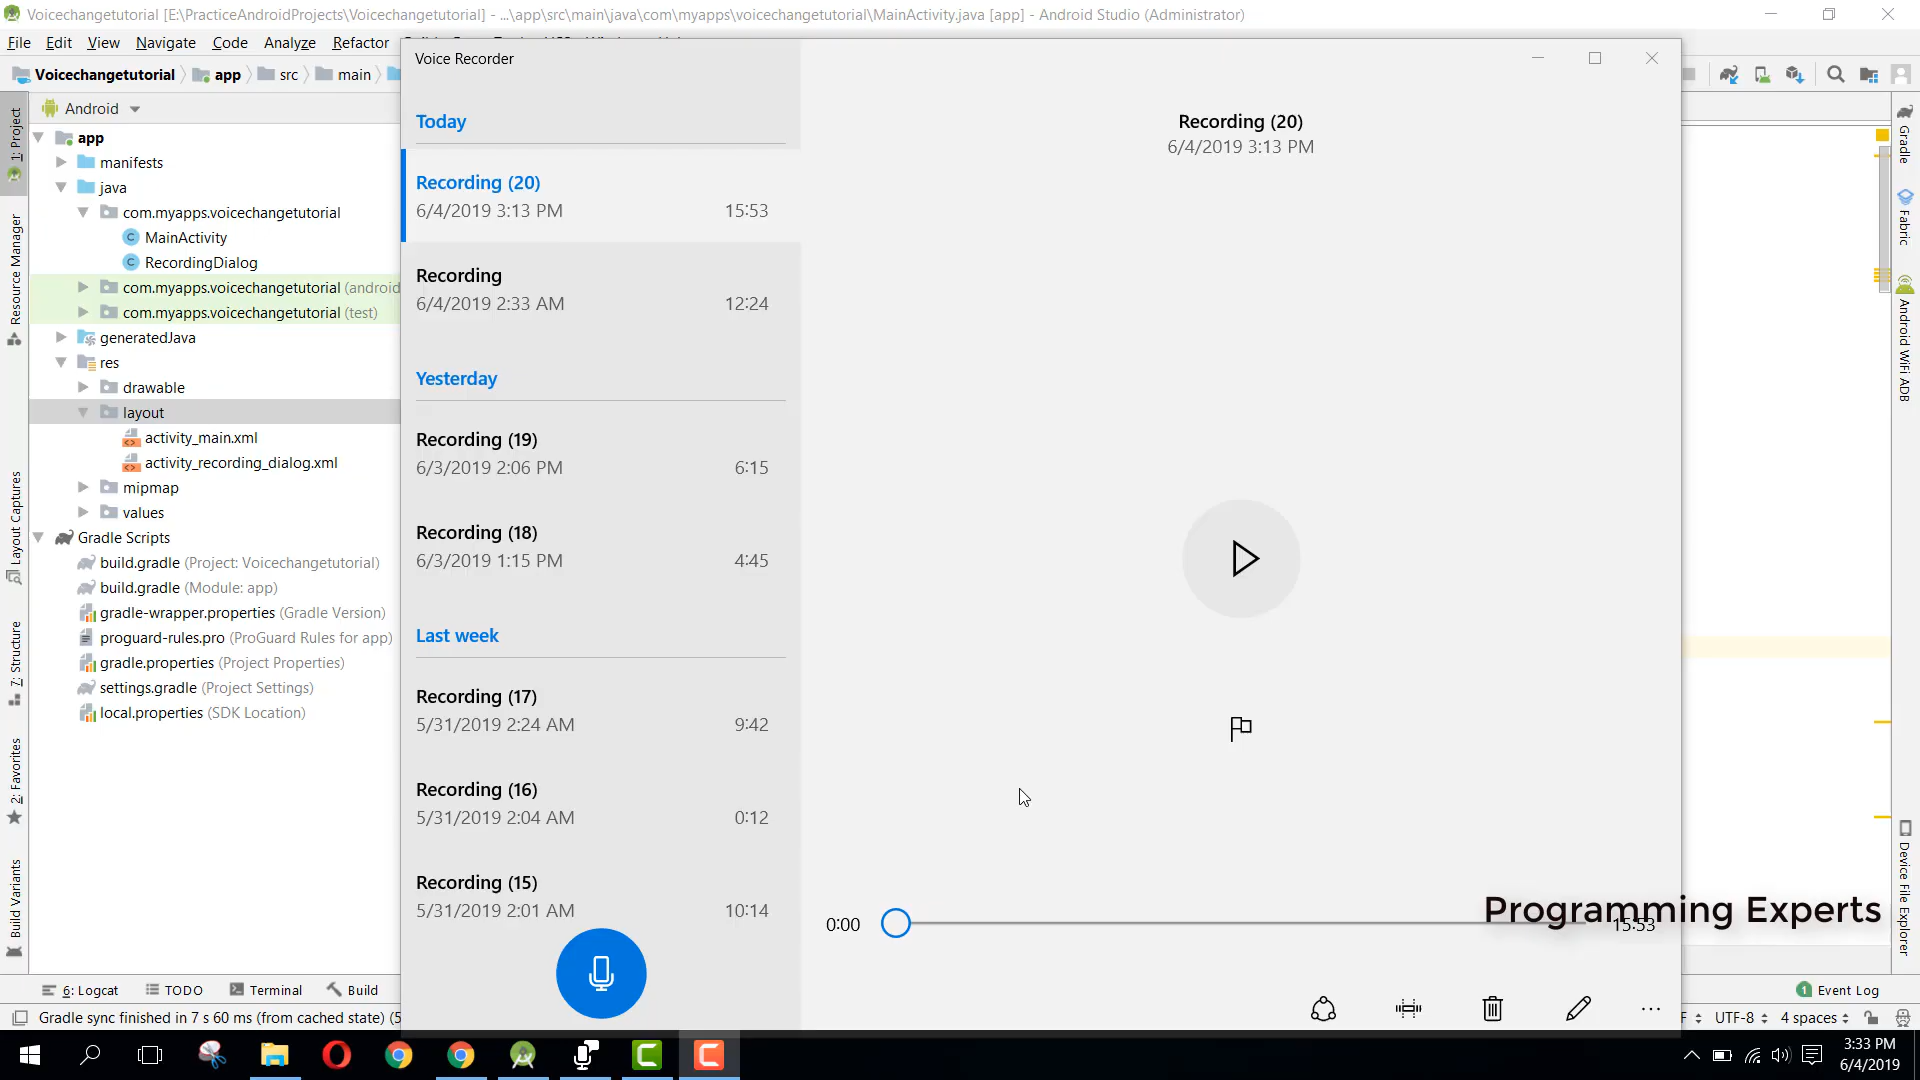 Voicechangetutorial [E:\PracticeAndroidProjects\Voicechangetutorial] - ...\app\src\main\java\com\myapps\voicechangetutorial\MainActivity.java [app] - Android Studio (Administrator)
File Edit View Navigate Code Analyze Refactor
Voicechangetutorial app src main
Android
app
manifests
java
com.myapps.voicechangetutorial
MainActivity
RecordingDialog
com.myapps.voicechangetutorial (android
com.myapps.voicechangetutorial (test)
generatedJava
res
drawable
layout
activity_main.xml
activity_recording_dialog.xml
mipmap
values
Gradle Scripts
build.gradle (Project: Voicechangetutorial)
build.gradle (Module: app)
gradle-wrapper.properties (Gradle Version)
proguard-rules.pro (ProGuard Rules for app)
gradle.properties (Project Properties)
settings.gradle (Project Settings)
local.properties (SDK Location)
1: Project
Resource Manager
Layout Captures
7: Structure
2: Favorites
Build Variants
Voice Recorder
Today
Recording (20)
6/4/2019 3:13 PM 15:53
Recording
6/4/2019 2:33 AM 12:24
Yesterday
Recording (19)
6/3/2019 2:06 PM 6:15
Recording (18)
6/3/2019 1:15 PM 4:45
Last week
Recording (17)
5/31/2019 2:24 AM 9:42
Recording (16)
5/31/2019 2:04 AM 0:12
Recording (15)
5/31/2019 2:01 AM 10:14
Recording (20)
6/4/2019 3:13 PM
0:00 15:53
Programming Experts
Gradle
Fabric
Android WiFi ADB
Device File Explorer
6: Logcat TODO Terminal Build
1 Event Log
Gradle sync finished in 7 s 60 ms (from cached state) (5
UTF-8 4 spaces
3:33 PM
6/4/2019